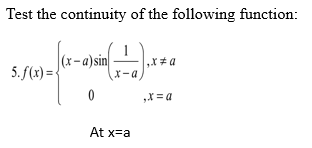 Test the continuity of the following function:
5. f(x) = { (x-a)sin(1/(x-a)), x ≠ a
0 , x = a
At x=a